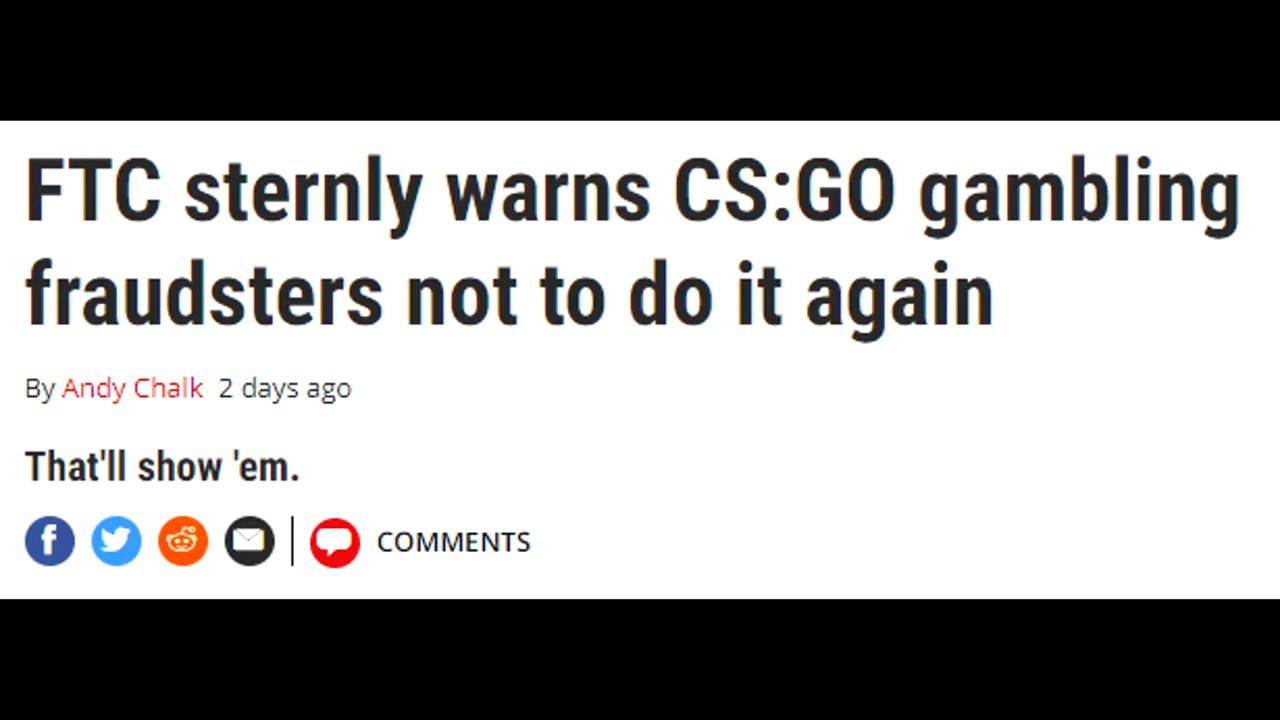 FTC sternly warns CS:GO gambling
fraudsters not to do it again
By Andy Chalk 2 days ago
That'll show 'em.
COMMENTS